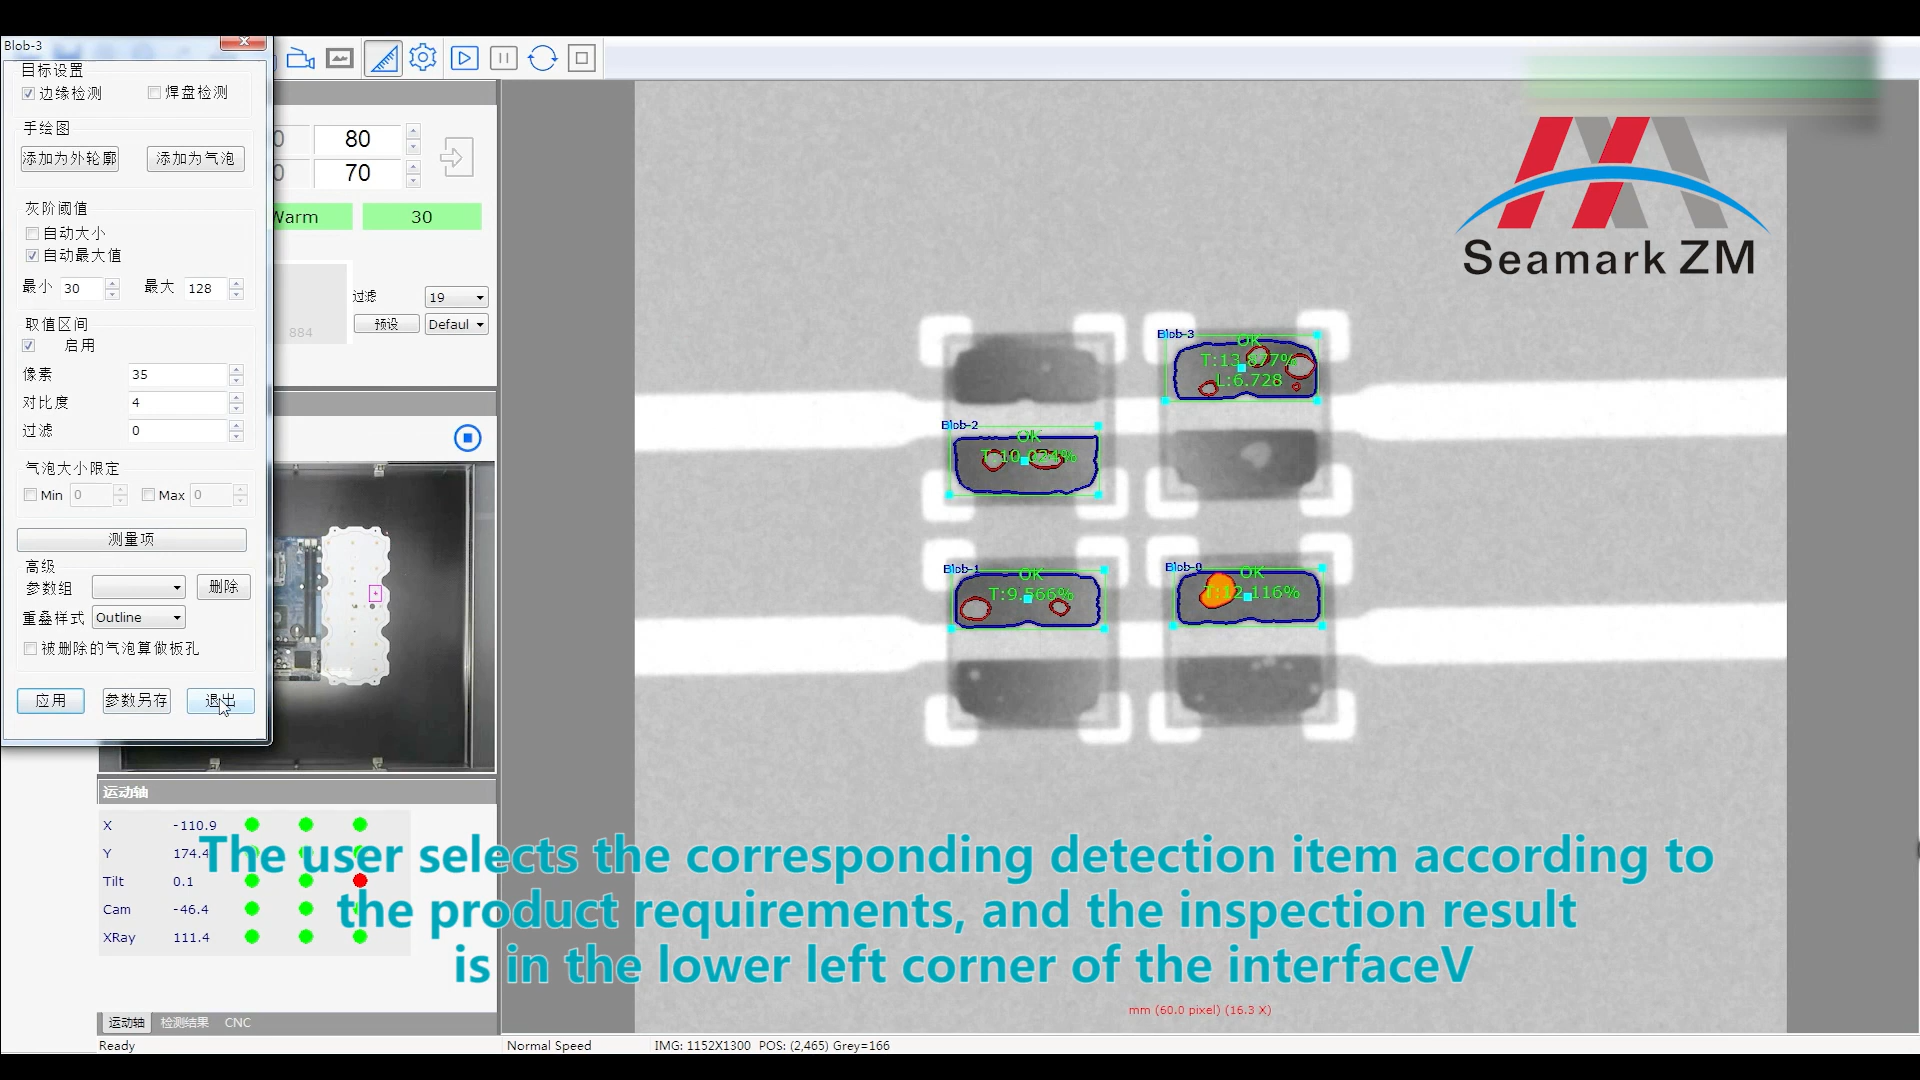 Blob-3
目标设置
边缘检测
焊盘检测
手绘图
添加为外轮廓
添加为气泡
灰阶阈值
自动大小
自动最大值
最小 30
最大 128
取值区间
启用
像素 35
对比度 4
过滤 0
气泡大小限定
Min 0
Max 0
测量项
高级
参数组
删除
重叠样式 Outline
被删除的气泡算做板孔
应用
参数另存
退出
0 80
0 70
Warm 30
过滤 19
预设 Defaul
884
运动轴
X -110.9
Y 174.4
Tilt 0.1
Cam -46.4
XRay 111.4
运动轴 检测结果 CNC
Ready
Normal Speed
IMG: 1152X1300 POS: (2,465) Grey=166
Seamark ZM
Blob-3
OK
T:13.877%
L:6.728
Blob-2
OK
T:10.024%
Blob-1
OK
T:9.566%
Blob-0
OK
T:12.116%
The user selects the corresponding detection item according to
the product requirements, and the inspection result
is in the lower left corner of the interfaceV
mm (60.0 pixel) (16.3 X)